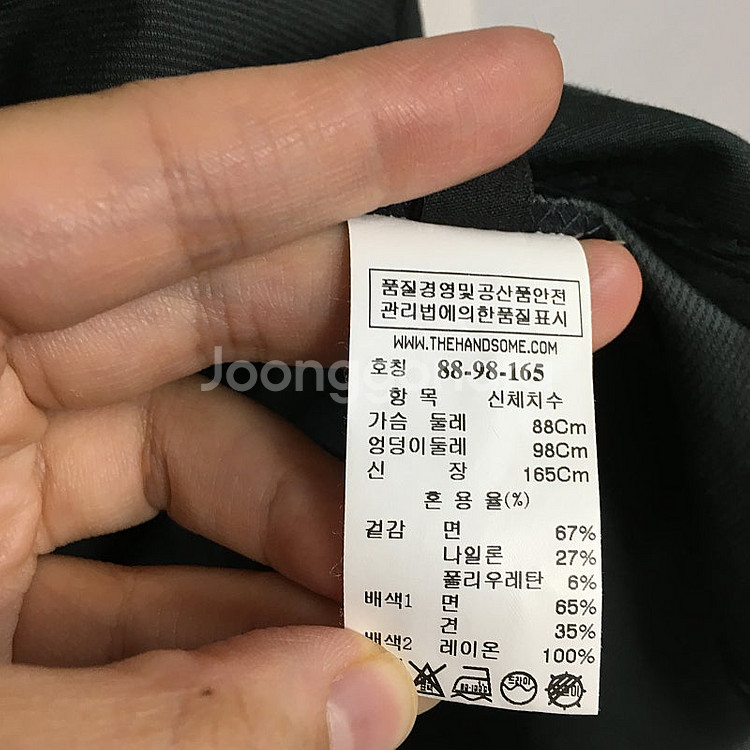 품질경영및공산품안전
관리법에의한품질표시
WWW.THEHANDSOME.COM
호칭 88-98-165
항 목 신체치수
가슴 둘레 88Cm
엉덩이둘레 98Cm
신 장 165Cm
혼 용 율(%)
겉감 면 67%
나일론 27%
폴리우레탄 6%
배색1 면 65%
견 35%
배색2 레이온 100%
드라이